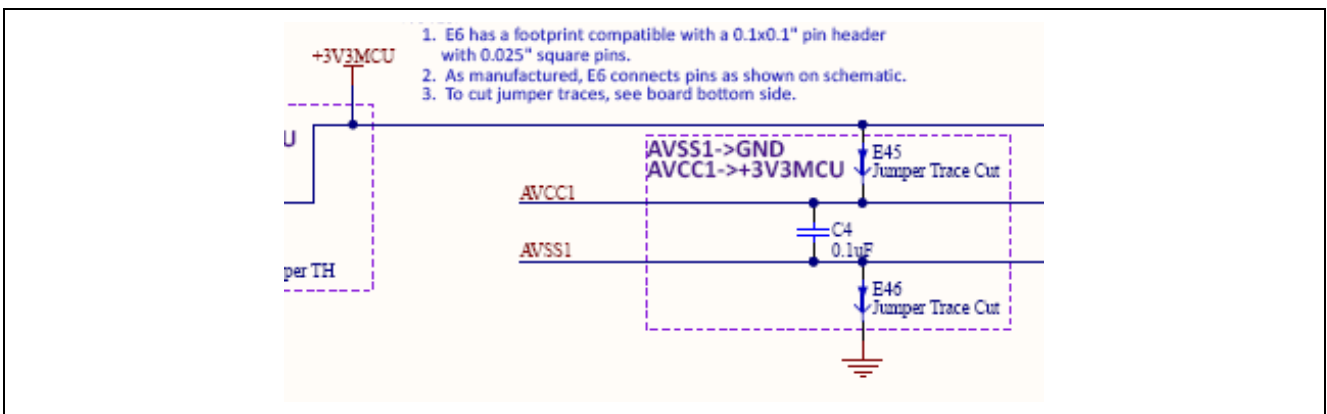 1. E6 has a footprint compatible with a 0.1x0.1" pin header
with 0.025" square pins.
2. As manufactured, E6 connects pins as shown on schematic.
3. To cut jumper traces, see board bottom side.
+3V3MCU
U
AVSS1->GND
AVCC1->+3V3MCU
E45
Jumper Trace Cut
AVCC1
C4
0.1uF
AVSS1
per TH
E46
Jumper Trace Cut